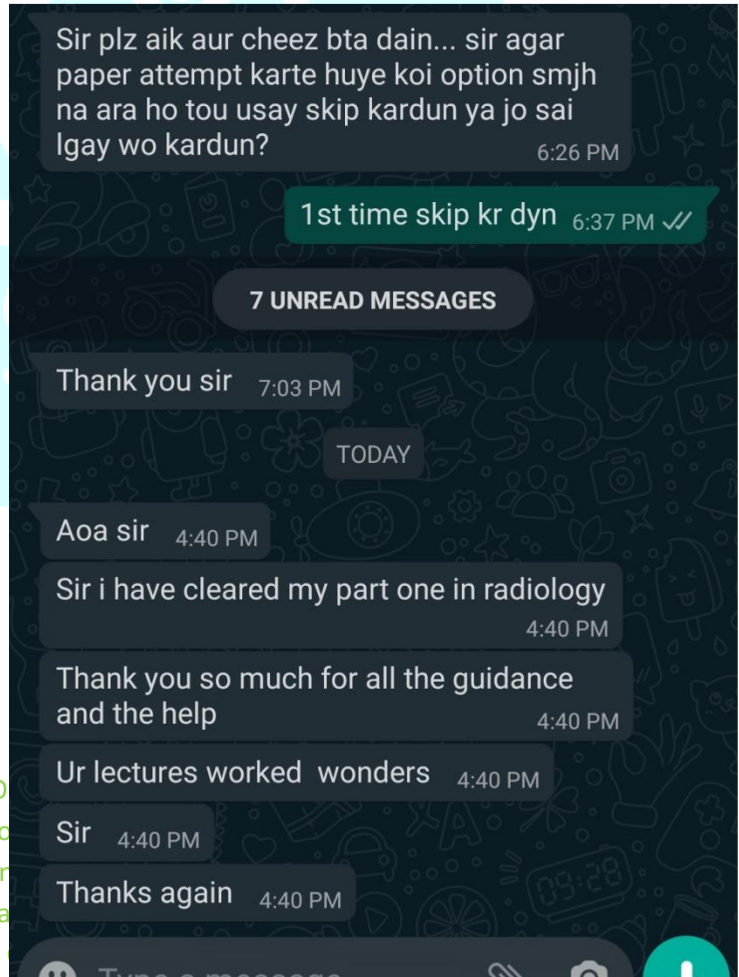 Sir plz aik aur cheez bta dain... sir agar
paper attempt karte huye koi option smjh
na ara ho tou usay skip kardun ya jo sai
lgay wo kardun?
6:26 PM
1st time skip kr dyn 6:37 PM
7 UNREAD MESSAGES
Thank you sir 7:03 PM
TODAY
Aoa sir 4:40 PM
Sir i have cleared my part one in radiology
4:40 PM
Thank you so much for all the guidance
and the help 4:40 PM
Ur lectures worked wonders 4:40 PM
Sir 4:40 PM
Thanks again 4:40 PM